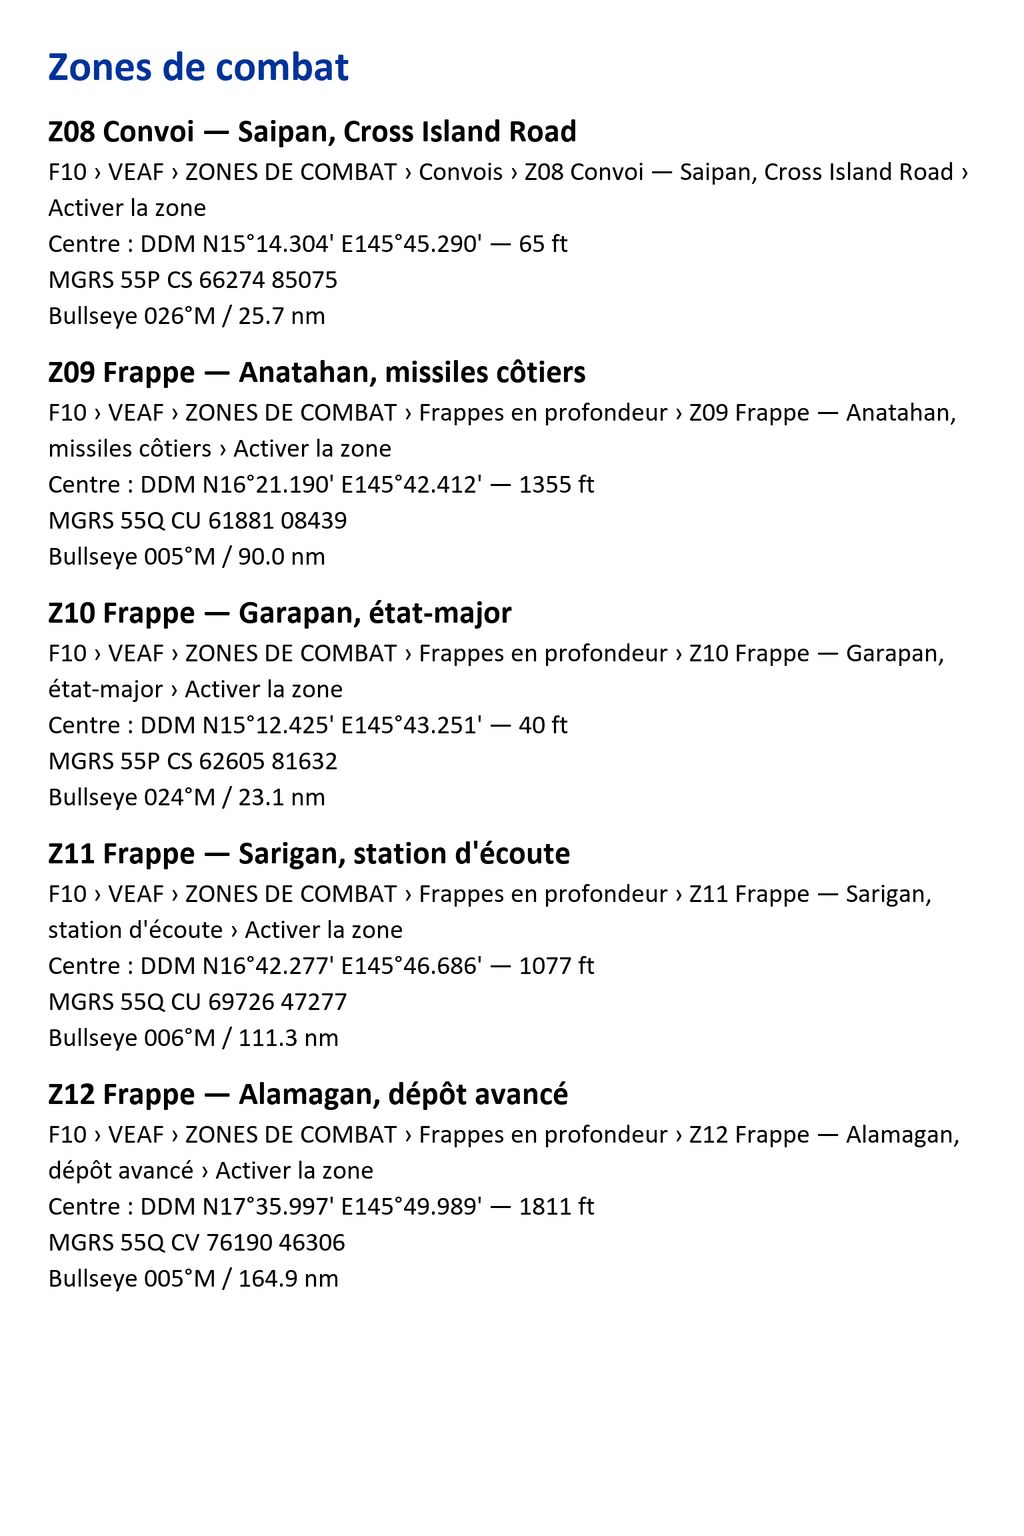 Zones de combat
Z08 Convoi — Saipan, Cross Island Road
F10 › VEAF › ZONES DE COMBAT › Convois › Z08 Convoi — Saipan, Cross Island Road ›
Activer la zone
Centre : DDM N15°14.304' E145°45.290' — 65 ft
MGRS 55P CS 66274 85075
Bullseye 026°M / 25.7 nm
Z09 Frappe — Anatahan, missiles côtiers
F10 › VEAF › ZONES DE COMBAT › Frappes en profondeur › Z09 Frappe — Anatahan,
missiles côtiers › Activer la zone
Centre : DDM N16°21.190' E145°42.412' — 1355 ft
MGRS 55Q CU 61881 08439
Bullseye 005°M / 90.0 nm
Z10 Frappe — Garapan, état-major
F10 › VEAF › ZONES DE COMBAT › Frappes en profondeur › Z10 Frappe — Garapan,
état-major › Activer la zone
Centre : DDM N15°12.425' E145°43.251' — 40 ft
MGRS 55P CS 62605 81632
Bullseye 024°M / 23.1 nm
Z11 Frappe — Sarigan, station d'écoute
F10 › VEAF › ZONES DE COMBAT › Frappes en profondeur › Z11 Frappe — Sarigan,
station d'écoute › Activer la zone
Centre : DDM N16°42.277' E145°46.686' — 1077 ft
MGRS 55Q CU 69726 47277
Bullseye 006°M / 111.3 nm
Z12 Frappe — Alamagan, dépôt avancé
F10 › VEAF › ZONES DE COMBAT › Frappes en profondeur › Z12 Frappe — Alamagan,
dépôt avancé › Activer la zone
Centre : DDM N17°35.997' E145°49.989' — 1811 ft
MGRS 55Q CV 76190 46306
Bullseye 005°M / 164.9 nm